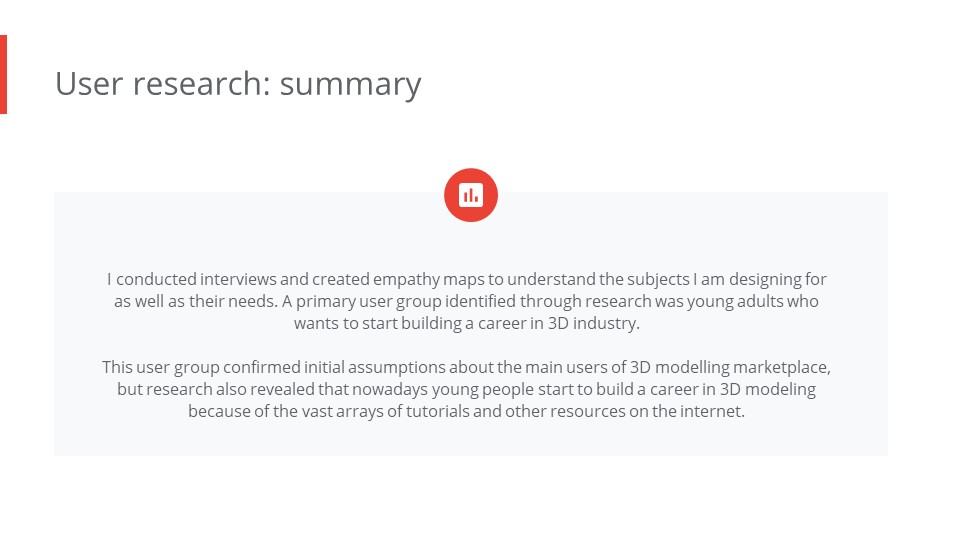 User research: summary
I conducted interviews and created empathy maps to understand the subjects I am designing for
as well as their needs. A primary user group identified through research was young adults who
wants to start building a career in 3D industry.
This user group confirmed initial assumptions about the main users of 3D modelling marketplace,
but research also revealed that nowadays young people start to build a career in 3D modeling
because of the vast arrays of tutorials and other resources on the internet.